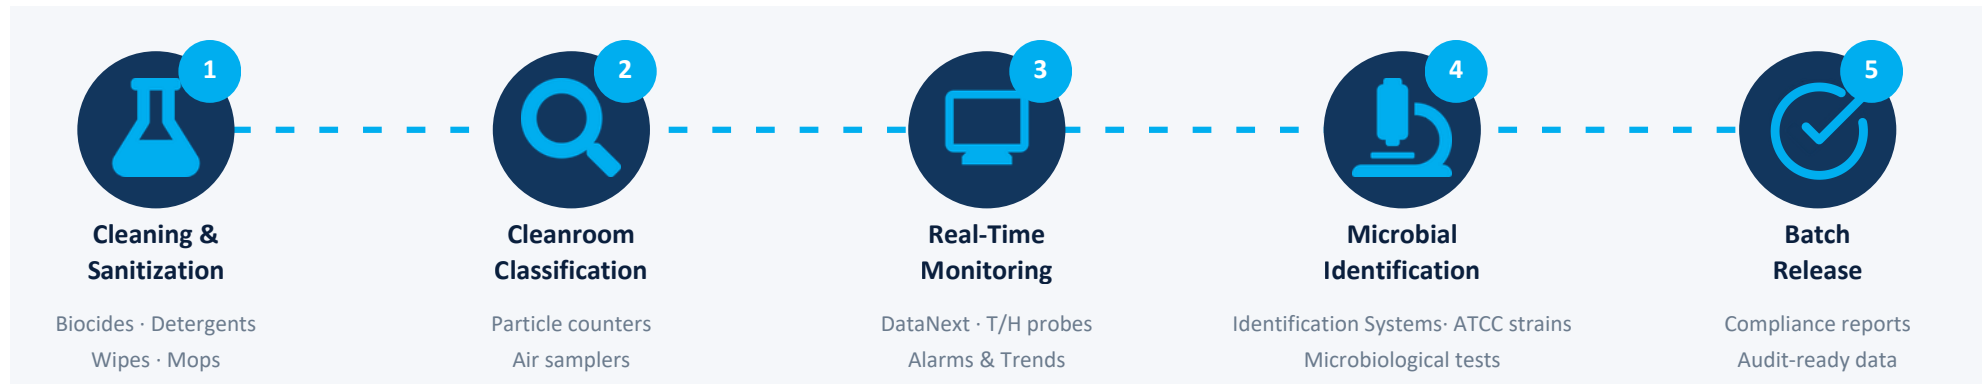 1
Cleaning &
Sanitization
Biocides · Detergents
Wipes · Mops
2
Cleanroom
Classification
Particle counters
Air samplers
3
Real-Time
Monitoring
DataNext · T/H probes
Alarms & Trends
4
Microbial
Identification
Identification Systems· ATCC strains
Microbiological tests
5
Batch
Release
Compliance reports
Audit-ready data